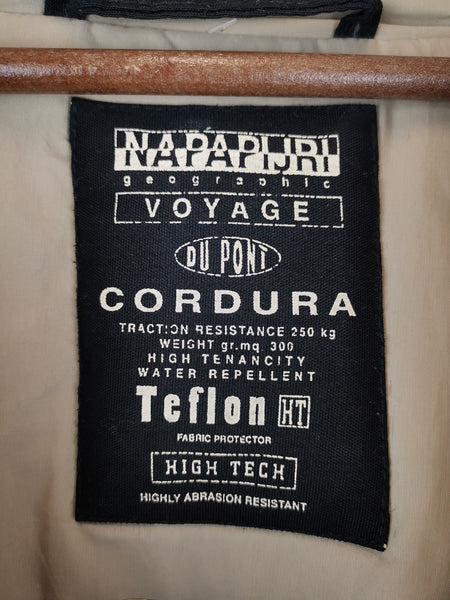 NAPAPIJRI
geographic
VOYAGE
DU PONT
CORDURA
TRACTION RESISTANCE 250 kg
WEIGHT gr.mq. 300
HIGH TENANCITY
WATER REPELLENT
Teflon HT
FABRIC PROTECTOR
HIGH TECH
HIGHLY ABRASION RESISTANT